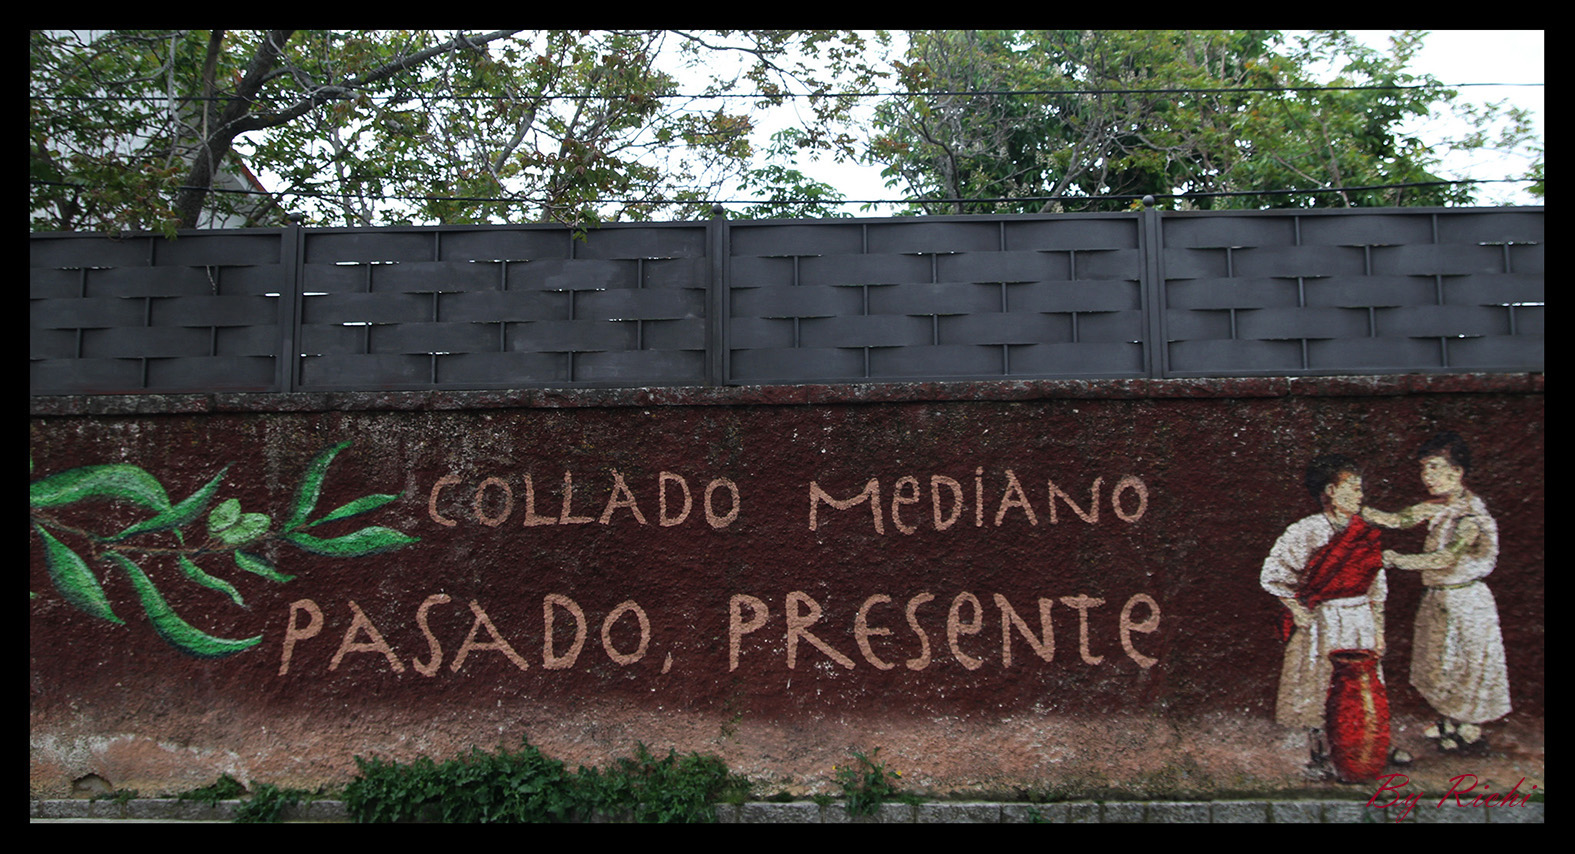 COLLADO MEDIANO
PASADO, PRESENTE
By Richi